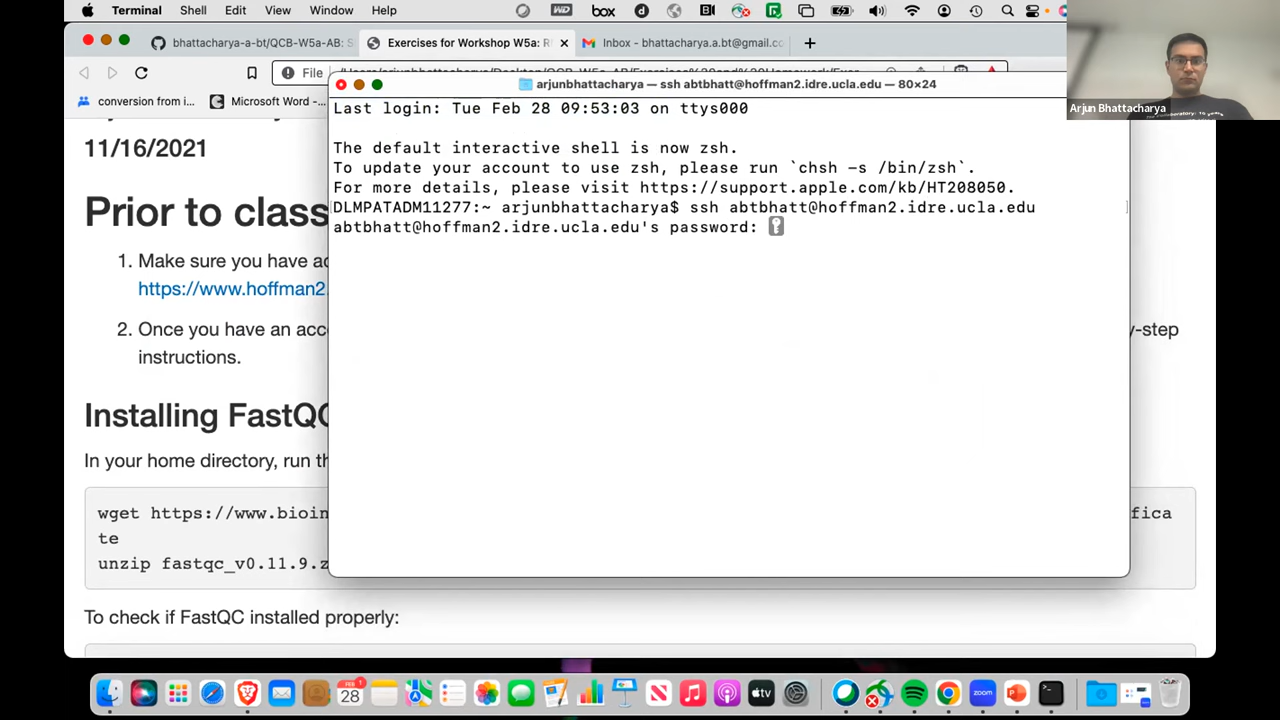 Terminal Shell Edit View Window Help
bhattacharya-a-bt/QCB-W5a-AB: S
Exercises for Workshop W5a: RI
Inbox - bhattacharya.a.bt@gmail.cc
File
conversion from i...
Microsoft Word -...
Arjun Bhattacharya
arjunbhattacharya — ssh abtbhatt@hoffman2.idre.ucla.edu — 80×24
Last login: Tue Feb 28 09:53:03 on ttys000
The default interactive shell is now zsh.
To update your account to use zsh, please run `chsh -s /bin/zsh`.
For more details, please visit https://support.apple.com/kb/HT208050.
DLMPATADM11277:~ arjunbhattacharya$ ssh abtbhatt@hoffman2.idre.ucla.edu
abtbhatt@hoffman2.idre.ucla.edu's password:
11/16/2021
Prior to class
1. Make sure you have ac
https://www.hoffman2.
2. Once you have an acc
y-step
instructions.
Installing FastQC
In your home directory, run th
wget https://www.bioin
fica
te
unzip fastqc_v0.11.9.z
To check if FastQC installed properly:
28
zoom
tv